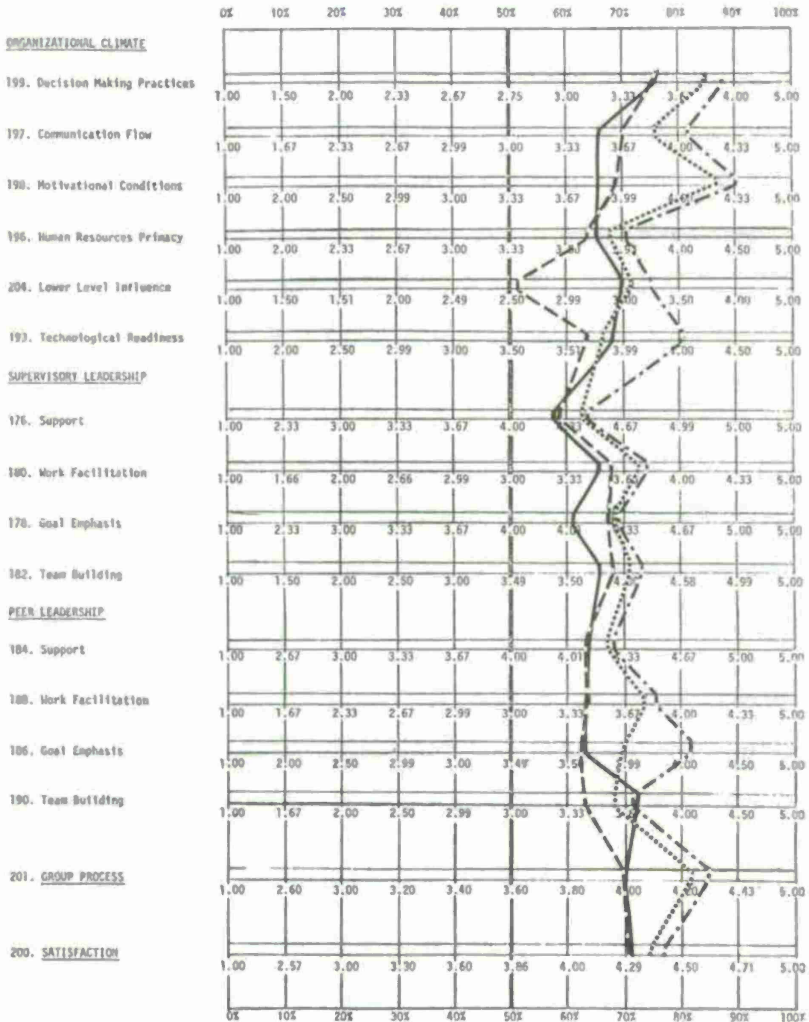 0% 10% 20% 30% 40% 50% 60% 70% 80% 90% 100%
ORGANIZATIONAL CLIMATE
199. Decision Making Practices
1.00 1.50 2.00 2.33 2.67 2.75 3.00 3.33 4.00 5.00
197. Communication Flow
1.00 1.67 2.33 2.67 2.99 3.00 3.33 3.67 4.00 4.33 5.00
198. Motivational Conditions
1.00 2.00 2.33 2.67 3.00 3.33 3.67 3.99 4.33 5.00
196. Human Resources Primacy
1.00 2.00 2.33 2.67 3.00 3.33 4.00 4.50 5.00
204. Lower Level Influence
1.00 1.50 1.51 2.00 2.49 2.50 2.99 3.00 3.50 4.00 5.00
193. Technological Readiness
1.00 2.00 2.50 2.99 3.00 3.50 3.51 3.99 4.00 4.50 5.00
SUPERVISORY LEADERSHIP
176. Support
1.00 2.33 3.00 3.33 3.67 4.00 4.67 4.99 5.00
180. Work Facilitation
1.00 1.66 2.00 2.66 2.99 3.00 3.33 3.67 4.00 4.33 5.00
178. Goal Emphasis
1.00 2.33 3.00 3.33 3.67 4.00 4.67 5.00 5.00
182. Team Building
1.00 1.50 2.00 2.50 3.00 3.49 3.50 4.58 4.99 5.00
PEER LEADERSHIP
184. Support
1.00 2.67 3.00 3.33 3.67 4.00 4.01 4.33 4.67 5.00 5.00
188. Work Facilitation
1.00 1.67 2.33 2.67 2.99 3.00 3.33 3.67 4.00 4.33 5.00
186. Goal Emphasis
1.00 2.00 2.50 2.99 3.00 3.49 3.50 3.99 4.00 4.50 5.00
190. Team Building
1.00 1.67 2.00 2.50 2.99 3.00 3.33 4.00 4.50 5.00
201. GROUP PROCESS
1.00 2.60 3.00 3.20 3.40 3.60 3.80 4.00 4.20 4.43 5.00
200. SATISFACTION
1.00 2.57 3.00 3.30 3.60 3.86 4.00 4.29 4.50 4.71 5.00
0% 10% 20% 30% 40% 50% 60% 70% 80% 90% 100%